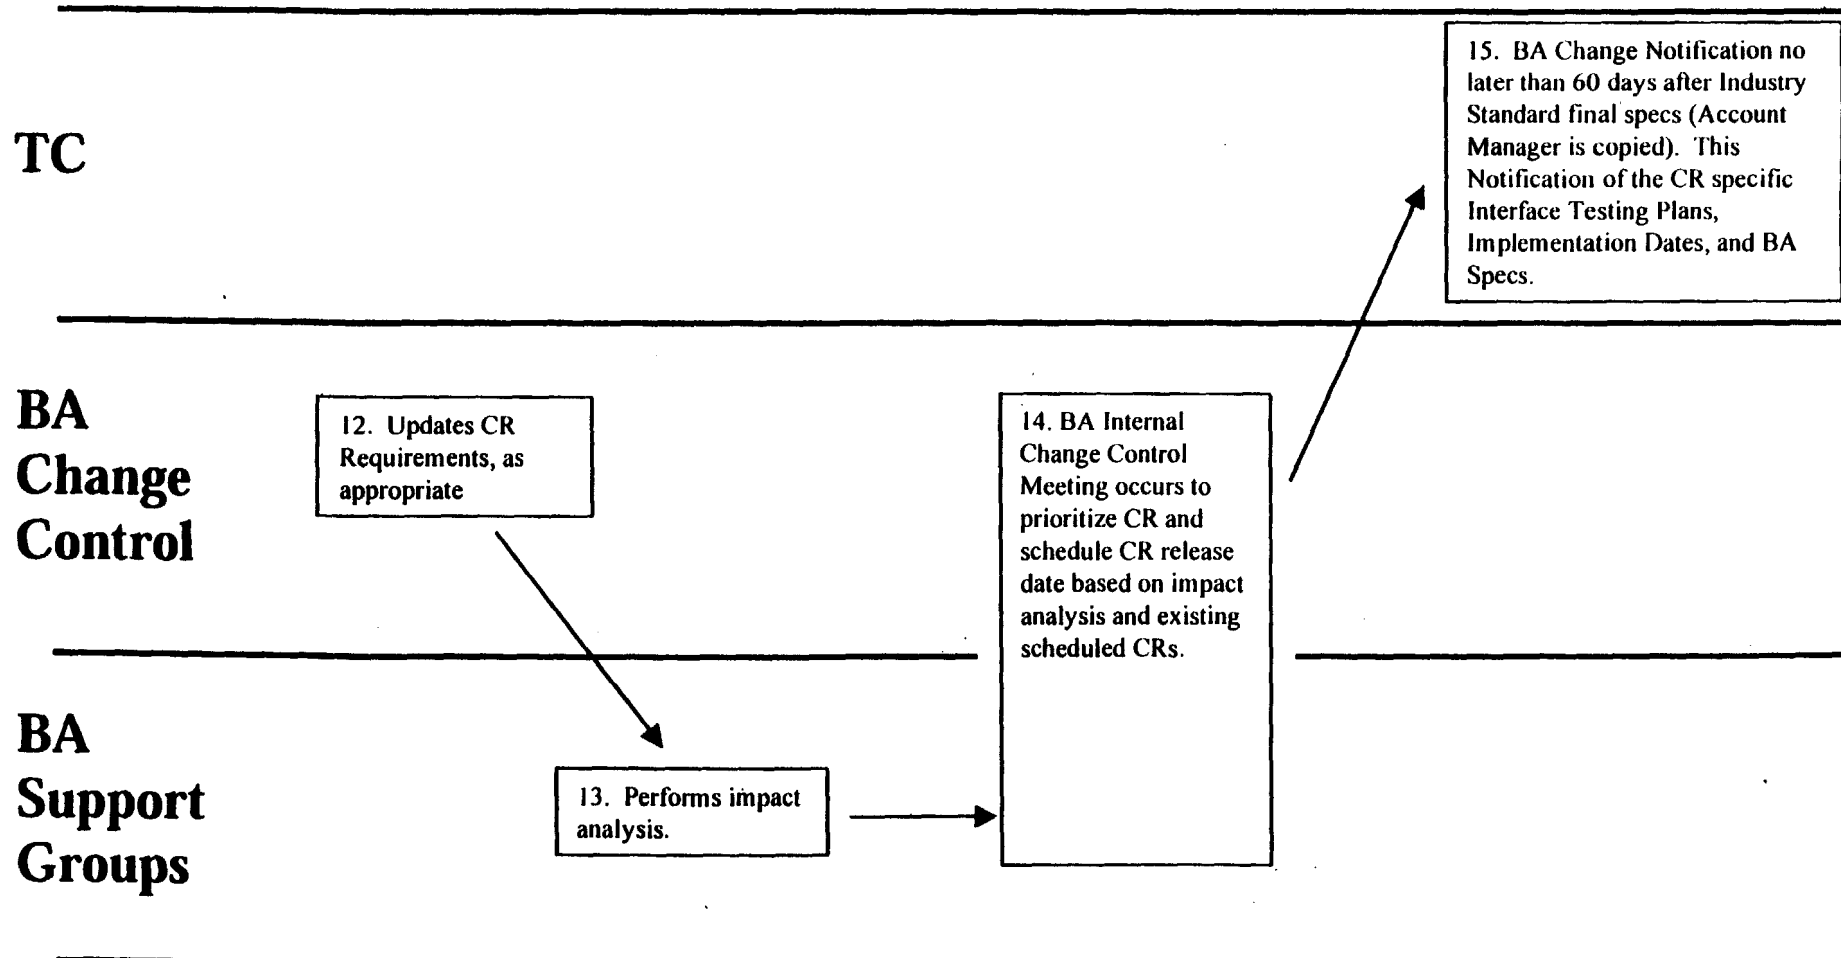 TC
15. BA Change Notification no
later than 60 days after Industry
Standard final specs (Account
Manager is copied). This
Notification of the CR specific
Interface Testing Plans,
Implementation Dates, and BA
Specs.
BA
Change
Control
12. Updates CR
Requirements, as
appropriate
14. BA Internal
Change Control
Meeting occurs to
prioritize CR and
schedule CR release
date based on impact
analysis and existing
scheduled CRs.
BA
Support
Groups
13. Performs impact
analysis.